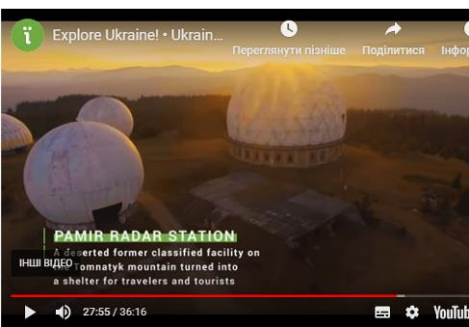 ï
Explore Ukraine! • Ukrain...
Переглянути пізніше
Поділитися
Інфор
PAMIR RADAR STATION
A deserted former classified facility on
ІНШІ ВІДЕО
Tomnatyk mountain turned into
a shelter for travelers and tourists
27:55 / 36:16
YouTub